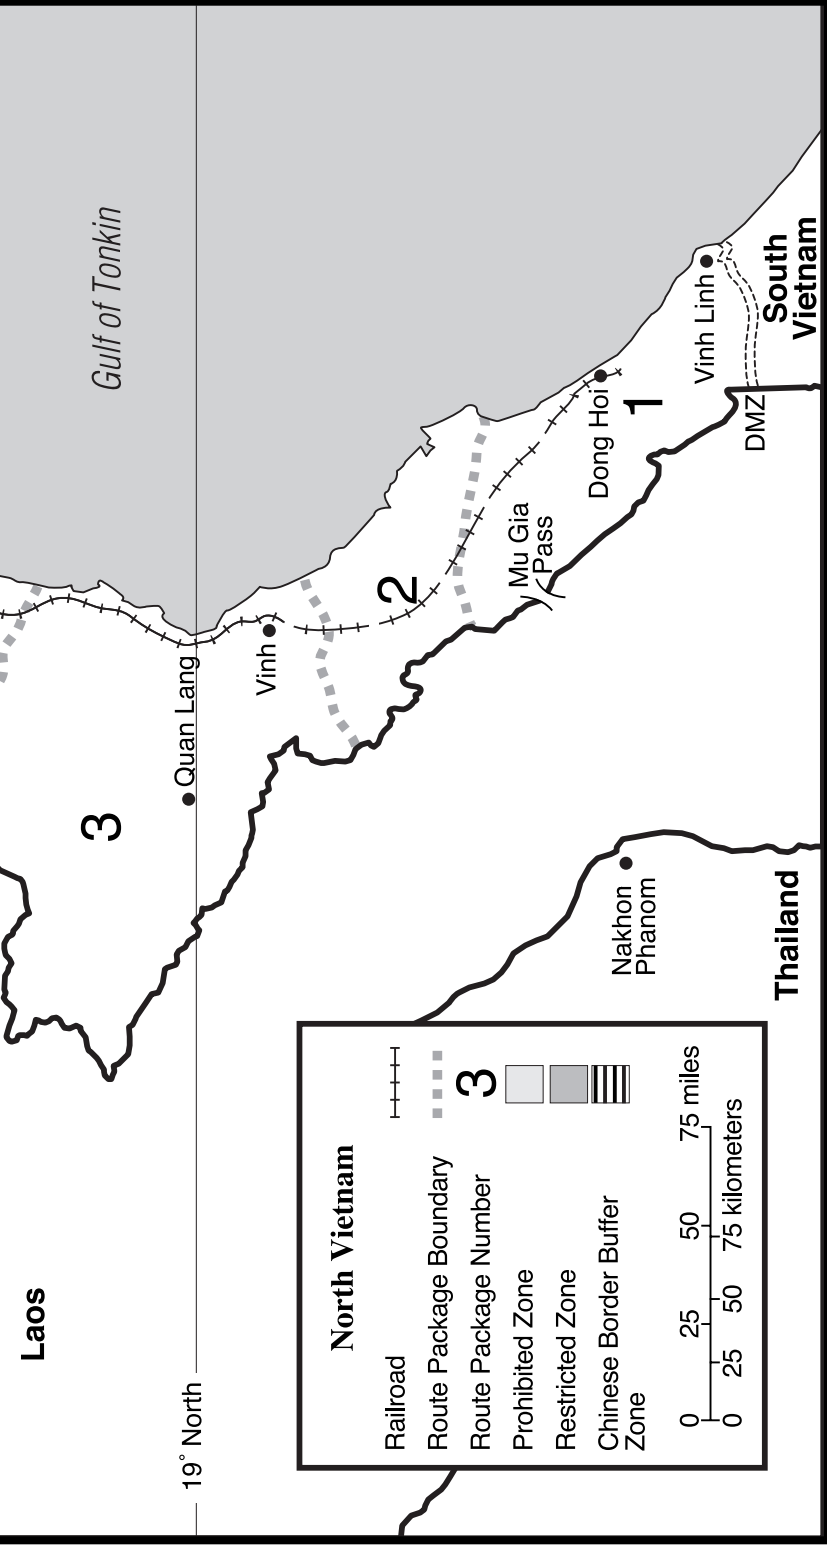 Gulf of Tonkin
3
Quan Lang
Vinh
2
Mu Gia
Pass
Dong Hoi
1
Vinh Linh
DMZ
South
Vietnam
Laos
19° North
Nakhon
Phanom
Thailand
North Vietnam
Railroad
Route Package Boundary
Route Package Number 3
Prohibited Zone
Restricted Zone
Chinese Border Buffer
Zone
0 25 50 75 miles
0 25 50 75 kilometers